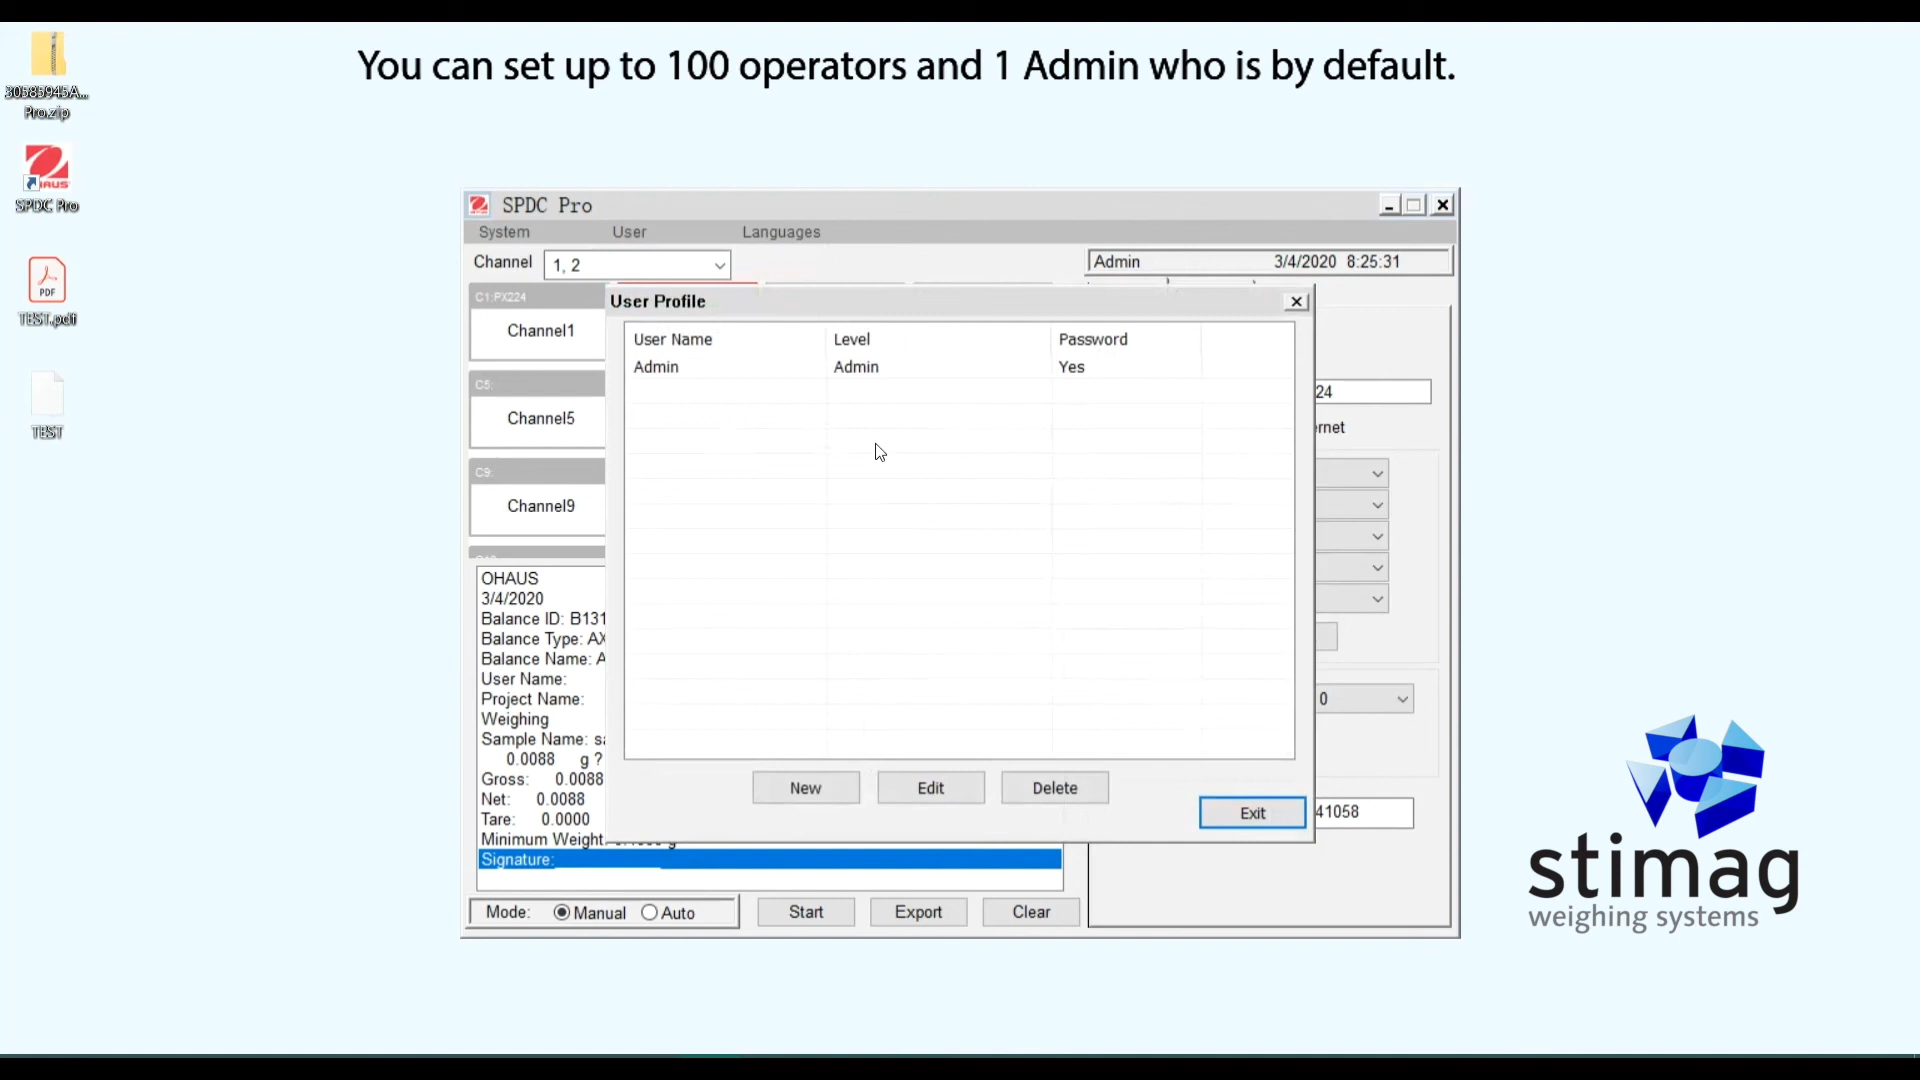 You can set up to 100 operators and 1 Admin who is by default.
30585945A...
Pro.zip
SPDC Pro
PDF
TEST.pdf
TEST
SPDC Pro
System User Languages
Channel 1, 2
Admin 3/4/2020 8:25:31
C1:PX224
Channel1
C5:
Channel5
C9:
Channel9
User Profile
User Name Level Password
Admin Admin Yes
New Edit Delete
Exit
24
rnet
0
41058
OHAUS
3/4/2020
Balance ID: B131
Balance Type: AX
Balance Name: A
User Name:
Project Name:
Weighing
Sample Name: sa
0.0088 g ?
Gross: 0.0088
Net: 0.0088
Tare: 0.0000
Minimum Weight:
Signature:
Mode: Manual Auto
Start Export Clear
stimag
weighing systems